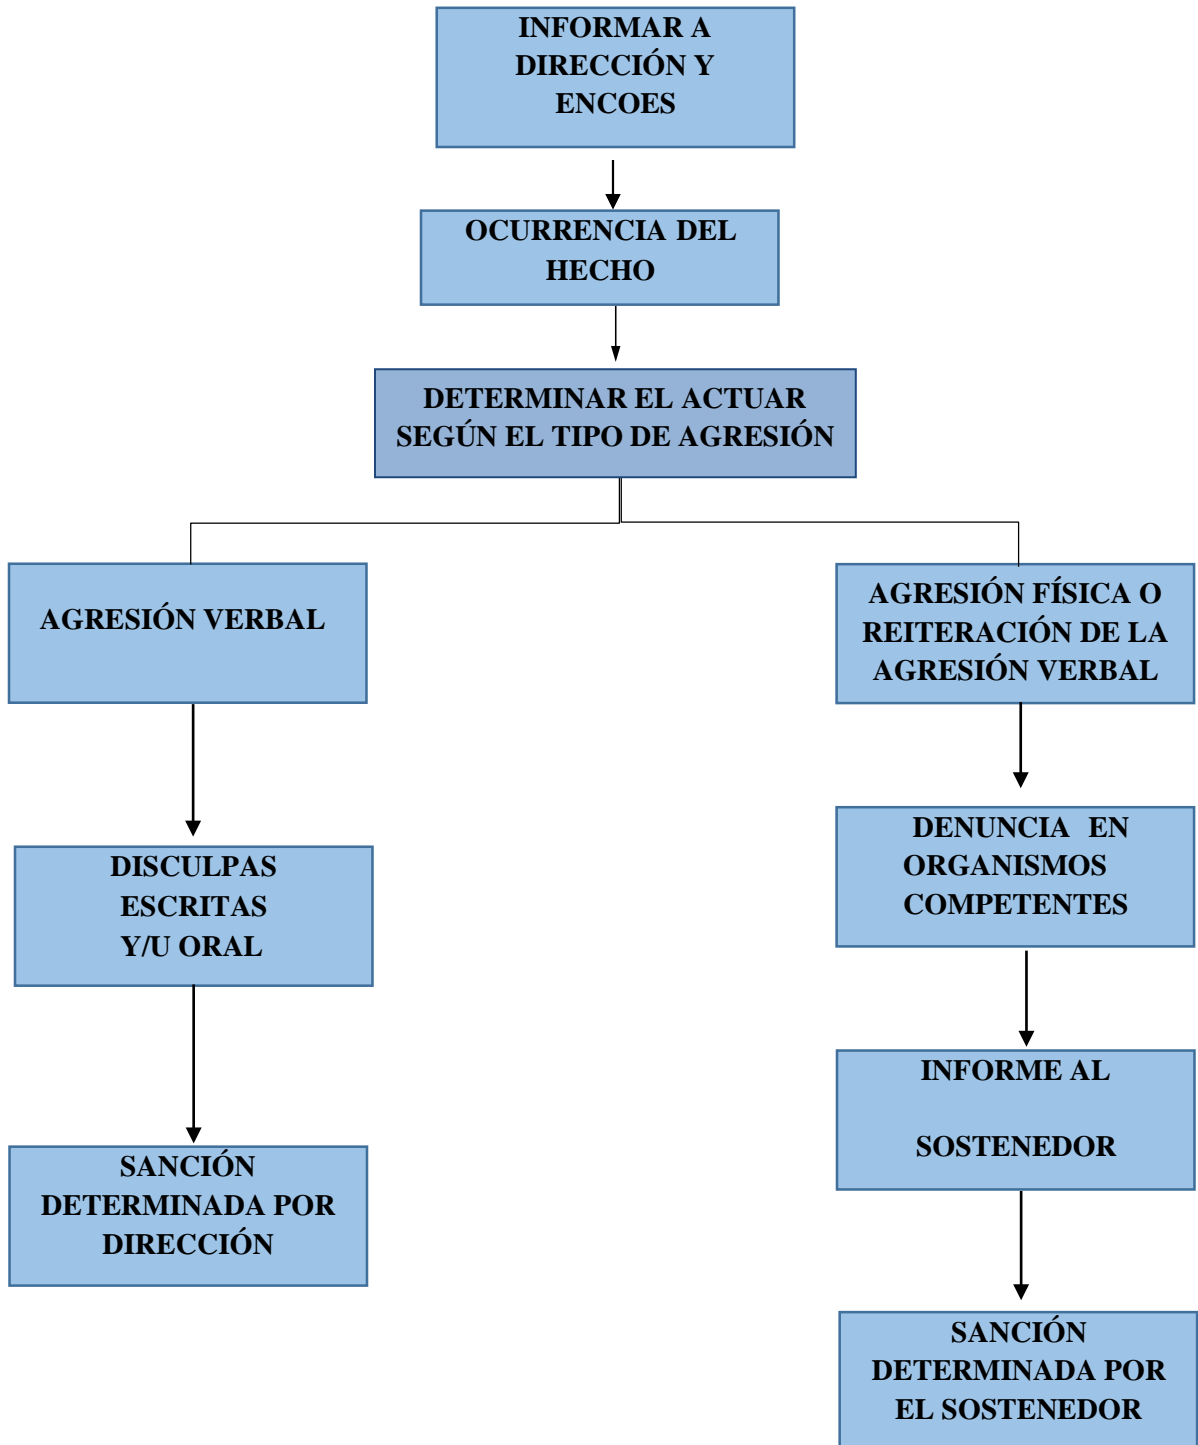 INFORMAR A
DIRECCIÓN Y
ENCOES
OCURRENCIA DEL
HECHO
DETERMINAR EL ACTUAR
SEGÚN EL TIPO DE AGRESIÓN
AGRESIÓN VERBAL
DISCULPAS
ESCRITAS
Y/U ORAL
SANCIÓN
DETERMINADA POR
DIRECCIÓN
AGRESIÓN FÍSICA O
REITERACIÓN DE LA
AGRESIÓN VERBAL
DENUNCIA EN
ORGANISMOS
COMPETENTES
INFORME AL
SOSTENEDOR
SANCIÓN
DETERMINADA POR
EL SOSTENEDOR